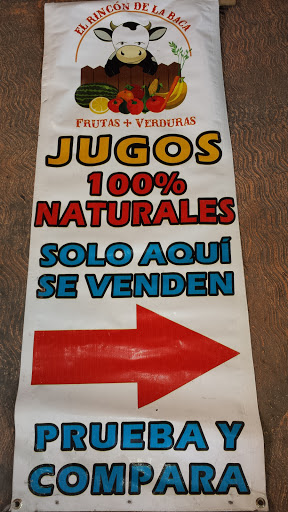 EL RINCÓN DE LA BACA
FRUTAS + VERDURAS
JUGOS
100%
NATURALES
SOLO AQUÍ
SE VENDEN
PRUEBA Y
COMPARA